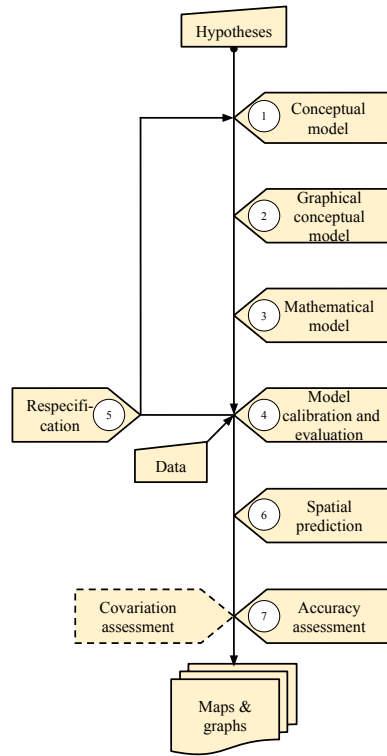 Hypotheses
1
Conceptual
model
2
Graphical
conceptual
model
3
Mathematical
model
Respecifi-
cation
5
4
Model
calibration and
evaluation
Data
6
Spatial
prediction
Covariation
assessment
7
Accuracy
assessment
Maps &
graphs